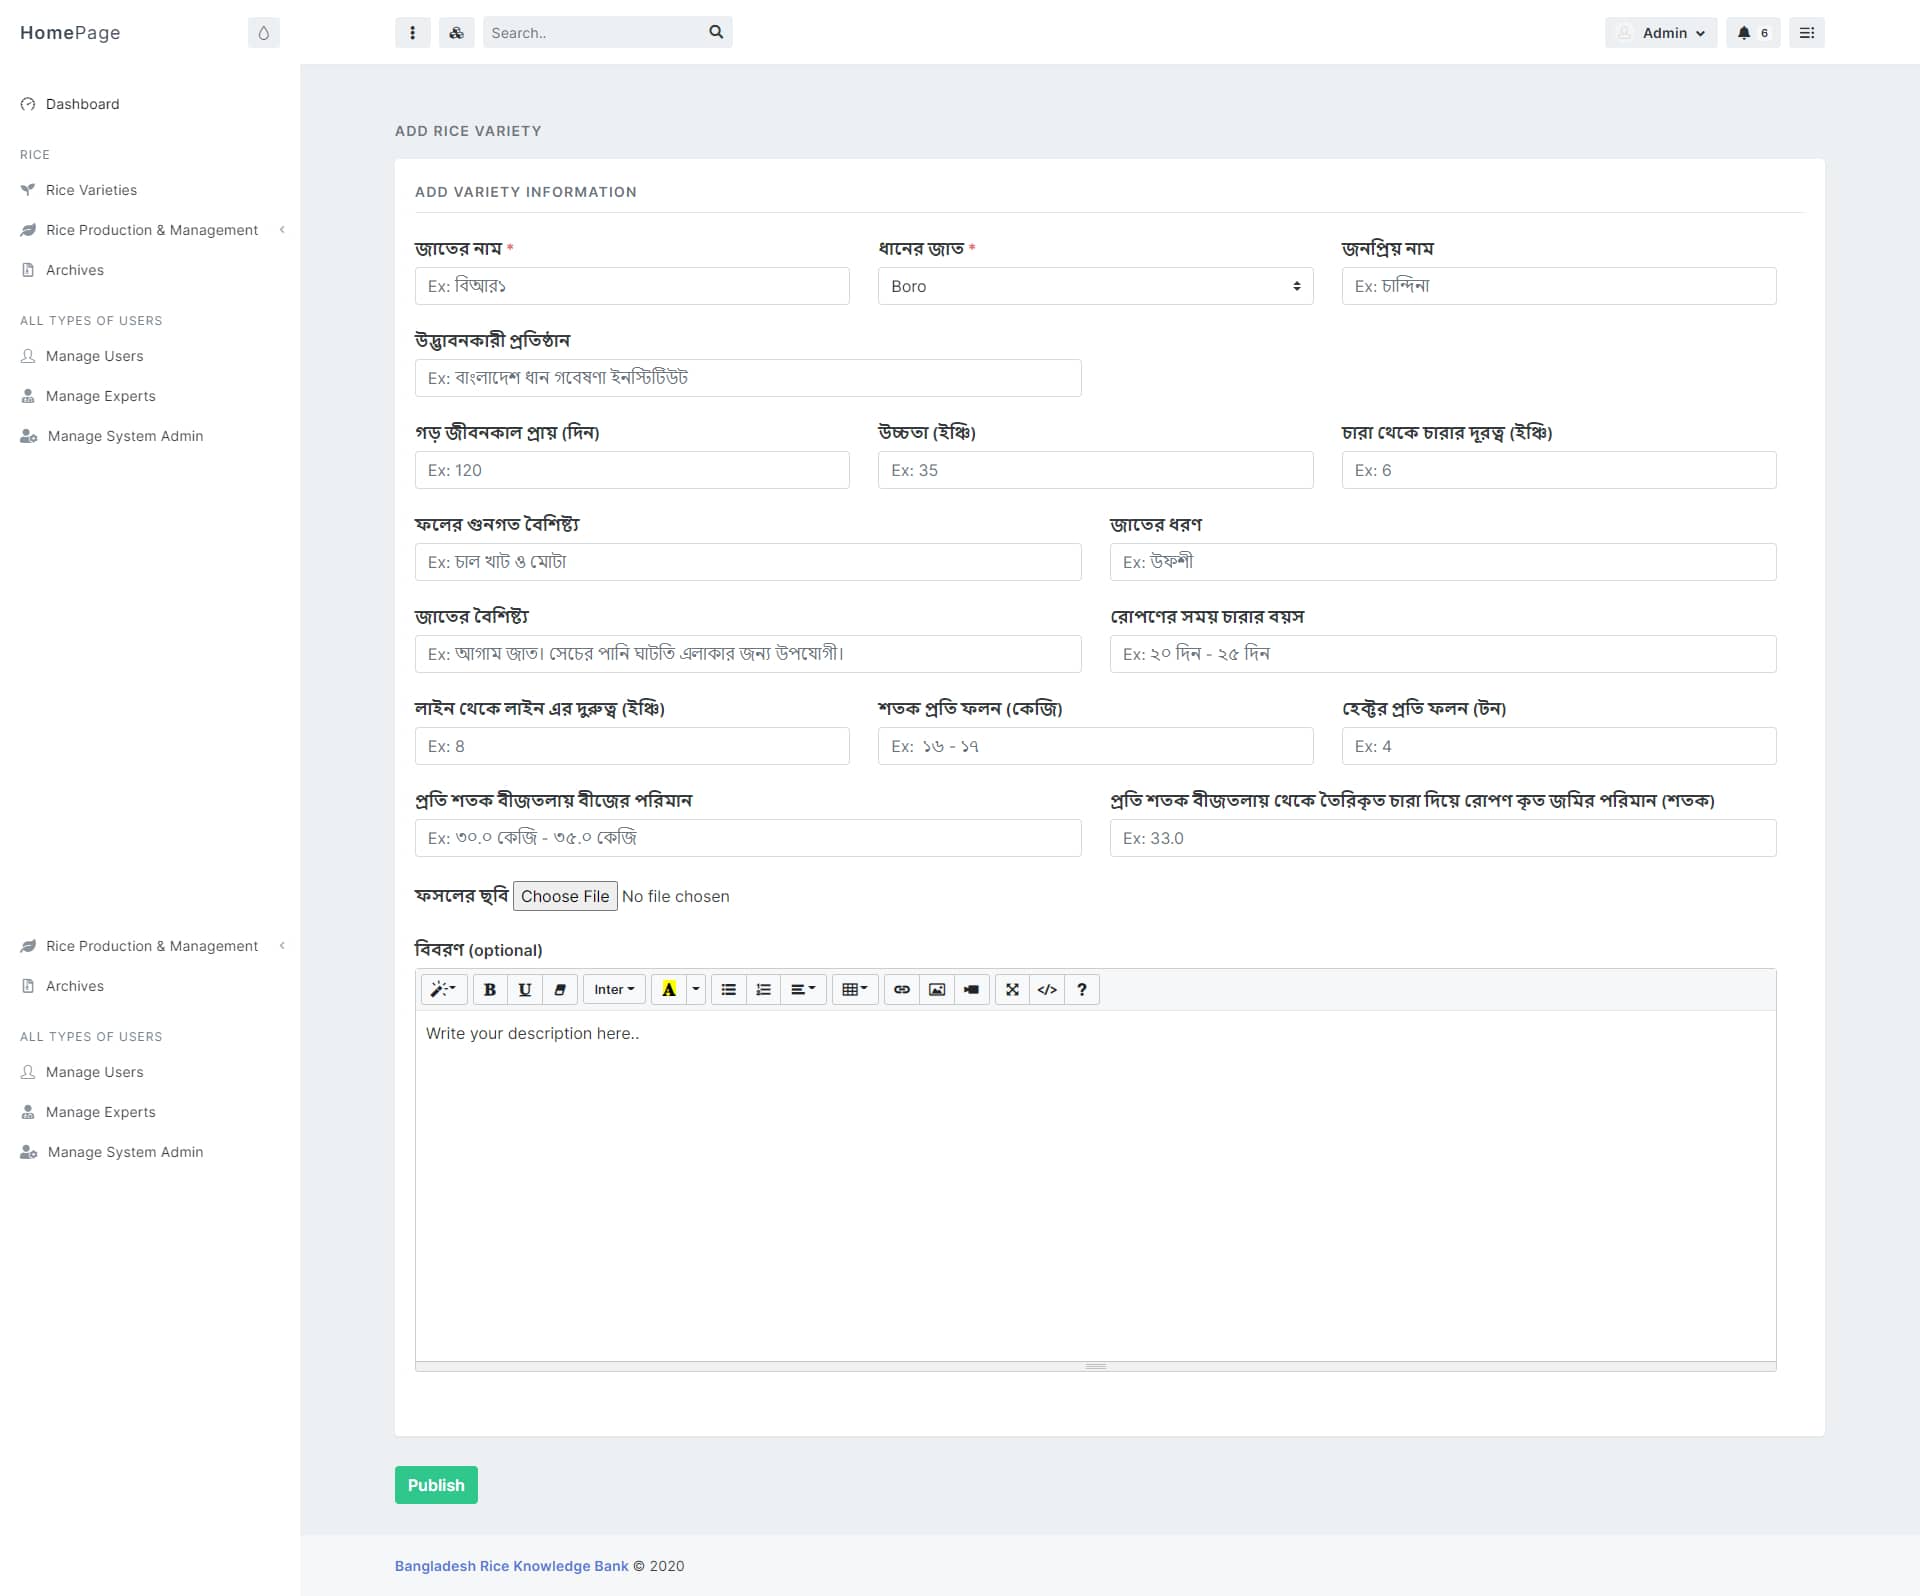 HomePage
Search..
Admin
6
Dashboard
RICE
Rice Varieties
Rice Production & Management
Archives
ALL TYPES OF USERS
Manage Users
Manage Experts
Manage System Admin
Rice Production & Management
Archives
ALL TYPES OF USERS
Manage Users
Manage Experts
Manage System Admin
ADD RICE VARIETY
ADD VARIETY INFORMATION
জাতের নাম *
ধানের জাত *
জনপ্রিয় নাম
Ex: বিআর১
Boro
Ex: চান্দিনা
উদ্ভাবনকারী প্রতিষ্ঠান
Ex: বাংলাদেশ ধান গবেষণা ইনস্টিটিউট
গড় জীবনকাল প্রায় (দিন)
উচ্চতা (ইঞ্চি)
চারা থেকে চারার দূরত্ব (ইঞ্চি)
Ex: 120
Ex: 35
Ex: 6
ফলের গুনগত বৈশিষ্ট্য
জাতের ধরণ
Ex: চাল খাট ও মোটা
Ex: উফশী
জাতের বৈশিষ্ট্য
রোপণের সময় চারার বয়স
Ex: আগাম জাত। সেচের পানি ঘাটতি এলাকার জন্য উপযোগী।
Ex: ২০ দিন - ২৫ দিন
লাইন থেকে লাইন এর দুরুত্ব (ইঞ্চি)
শতক প্রতি ফলন (কেজি)
হেক্টর প্রতি ফলন (টন)
Ex: 8
Ex: ১৬ - ১৭
Ex: 4
প্রতি শতক বীজতলায় বীজের পরিমান
প্রতি শতক বীজতলায় থেকে তৈরিকৃত চারা দিয়ে রোপণ কৃত জমির পরিমান (শতক)
Ex: ৩০.০ কেজি - ৩৫.০ কেজি
Ex: 33.0
ফসলের ছবি Choose File No file chosen
বিবরণ (optional)
B U Inter A </> ?
Write your description here..
Publish
Bangladesh Rice Knowledge Bank © 2020